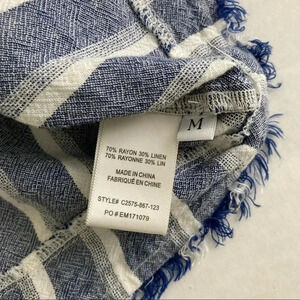 M
70% RAYON 30% LINEN
70% RAYONNE 30% LIN
MADE IN CHINA
FABRIQUÉ EN CHINE
STYLE#: C2575-867-123
PO # EM171079